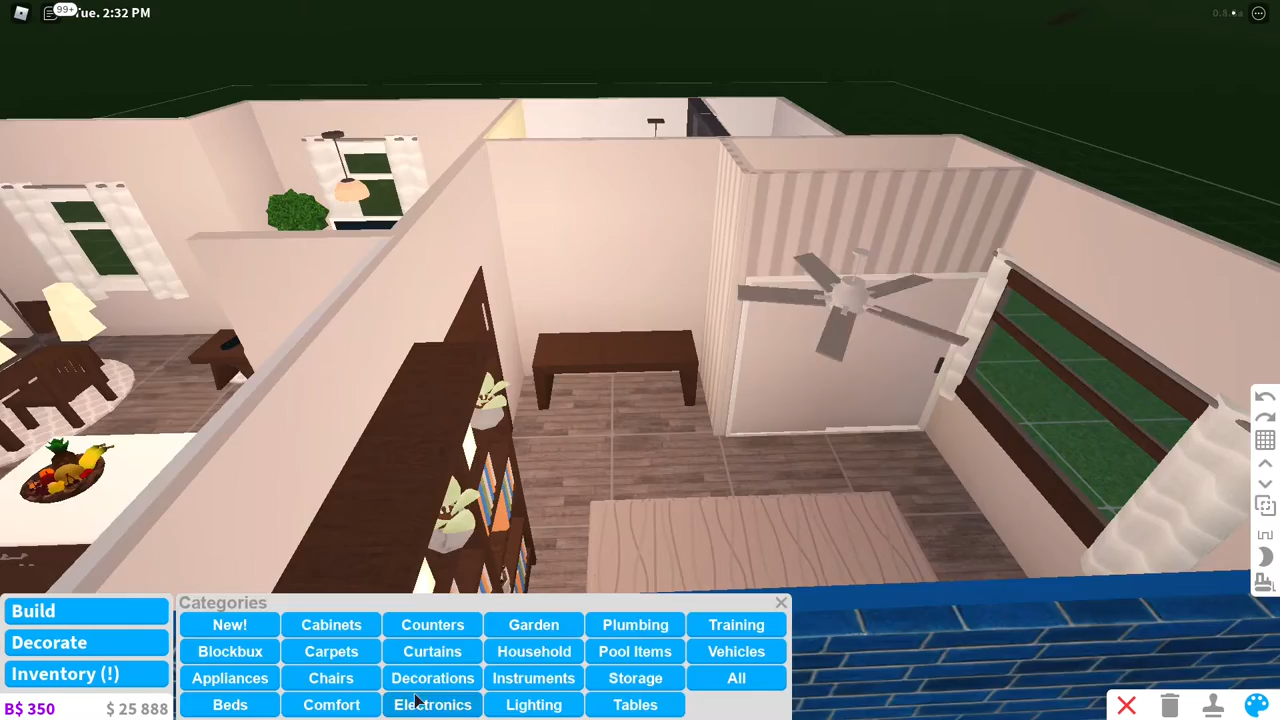 99+
Tue. 2:32 PM
Categories
New! Cabinets Counters Garden Plumbing Training
Blockbux Carpets Curtains Household Pool Items Vehicles
Appliances Chairs Decorations Instruments Storage All
Beds Comfort Electronics Lighting Tables
Build
Decorate
Inventory (!)
B$ 350 $ 25 888